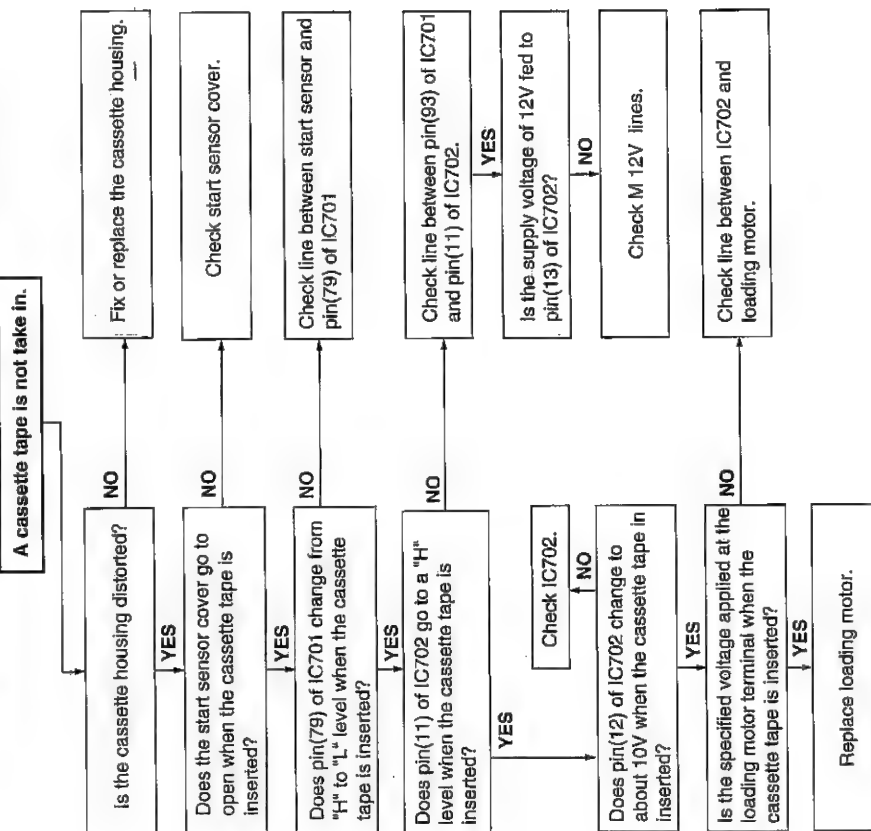 A cassette tape is not take in.
Is the cassette housing distorted?
NO
Fix or replace the cassette housing.
YES
Does the start sensor cover go to
open when the cassette tape is
inserted?
NO
Check start sensor cover.
YES
Does pin(79) of IC701 change from
"H" to "L" level when the cassette
tape is inserted?
NO
Check line between start sensor and
pin(79) of IC701
YES
Does pin(11) of IC702 go to a "H"
level when the cassette tape is
inserted?
NO
Check line between pin(93) of IC701
and pin(11) of IC702.
YES
Is the supply voltage of 12V fed to
pin(13) of IC702?
NO
Check M 12V lines.
YES
Check IC702.
NO
Does pin(12) of IC702 change to
about 10V when the cassette tape in
inserted?
YES
Is the specified voltage applied at the
loading motor terminal when the
cassette tape is inserted?
NO
Check line between IC702 and
loading motor.
YES
Replace loading motor.